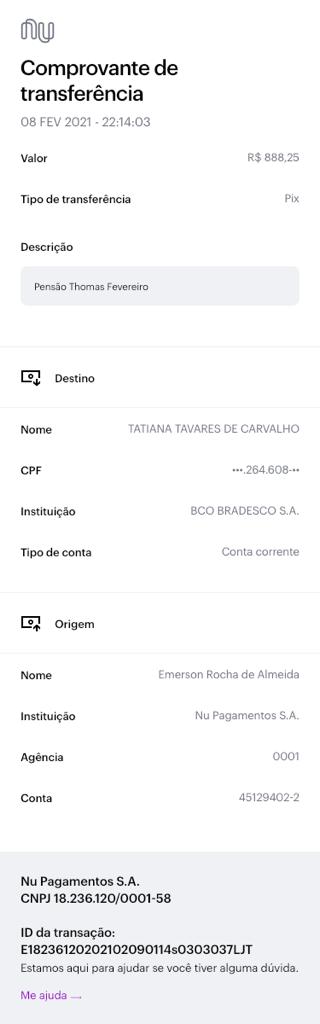 nu
Comprovante de
transferência
08 FEV 2021 - 22:14:03
Valor R$ 888,25
Tipo de transferência Pix
Descrição
Pensão Thomas Fevereiro
Destino
Nome TATIANA TAVARES DE CARVALHO
CPF •••.264.608-••
Instituição BCO BRADESCO S.A.
Tipo de conta Conta corrente
Origem
Nome Emerson Rocha de Almeida
Instituição Nu Pagamentos S.A.
Agência 0001
Conta 45129402-2
Nu Pagamentos S.A.
CNPJ 18.236.120/0001-58
ID da transação:
E18236120202102090114s0303037LJT
Estamos aqui para ajudar se você tiver alguma dúvida.
Me ajuda →